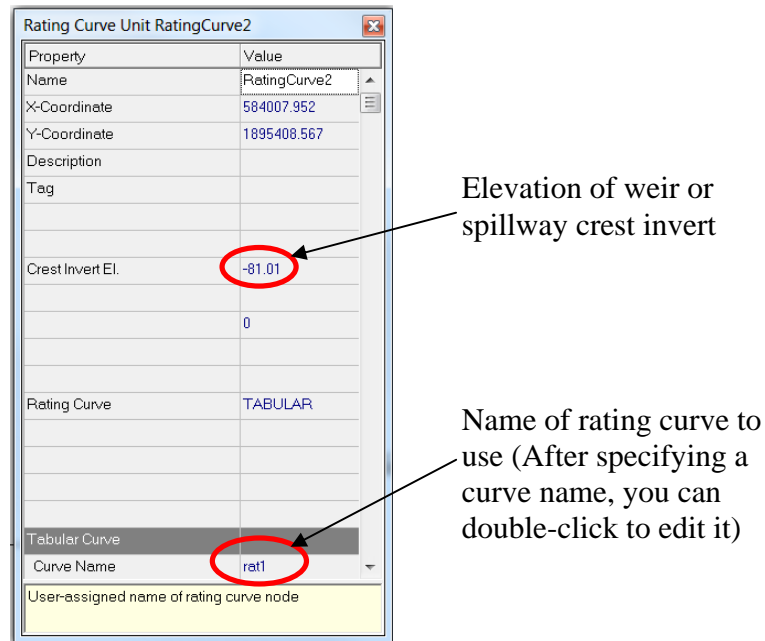 Rating Curve Unit RatingCurve2
Property Value
Name RatingCurve2
X-Coordinate 584007.952
Y-Coordinate 1895408.567
Description
Tag
Crest Invert El. -81.01
0
Rating Curve TABULAR
Tabular Curve
Curve Name rat1
User-assigned name of rating curve node
Elevation of weir or
spillway crest invert
Name of rating curve to
use (After specifying a
curve name, you can
double-click to edit it)